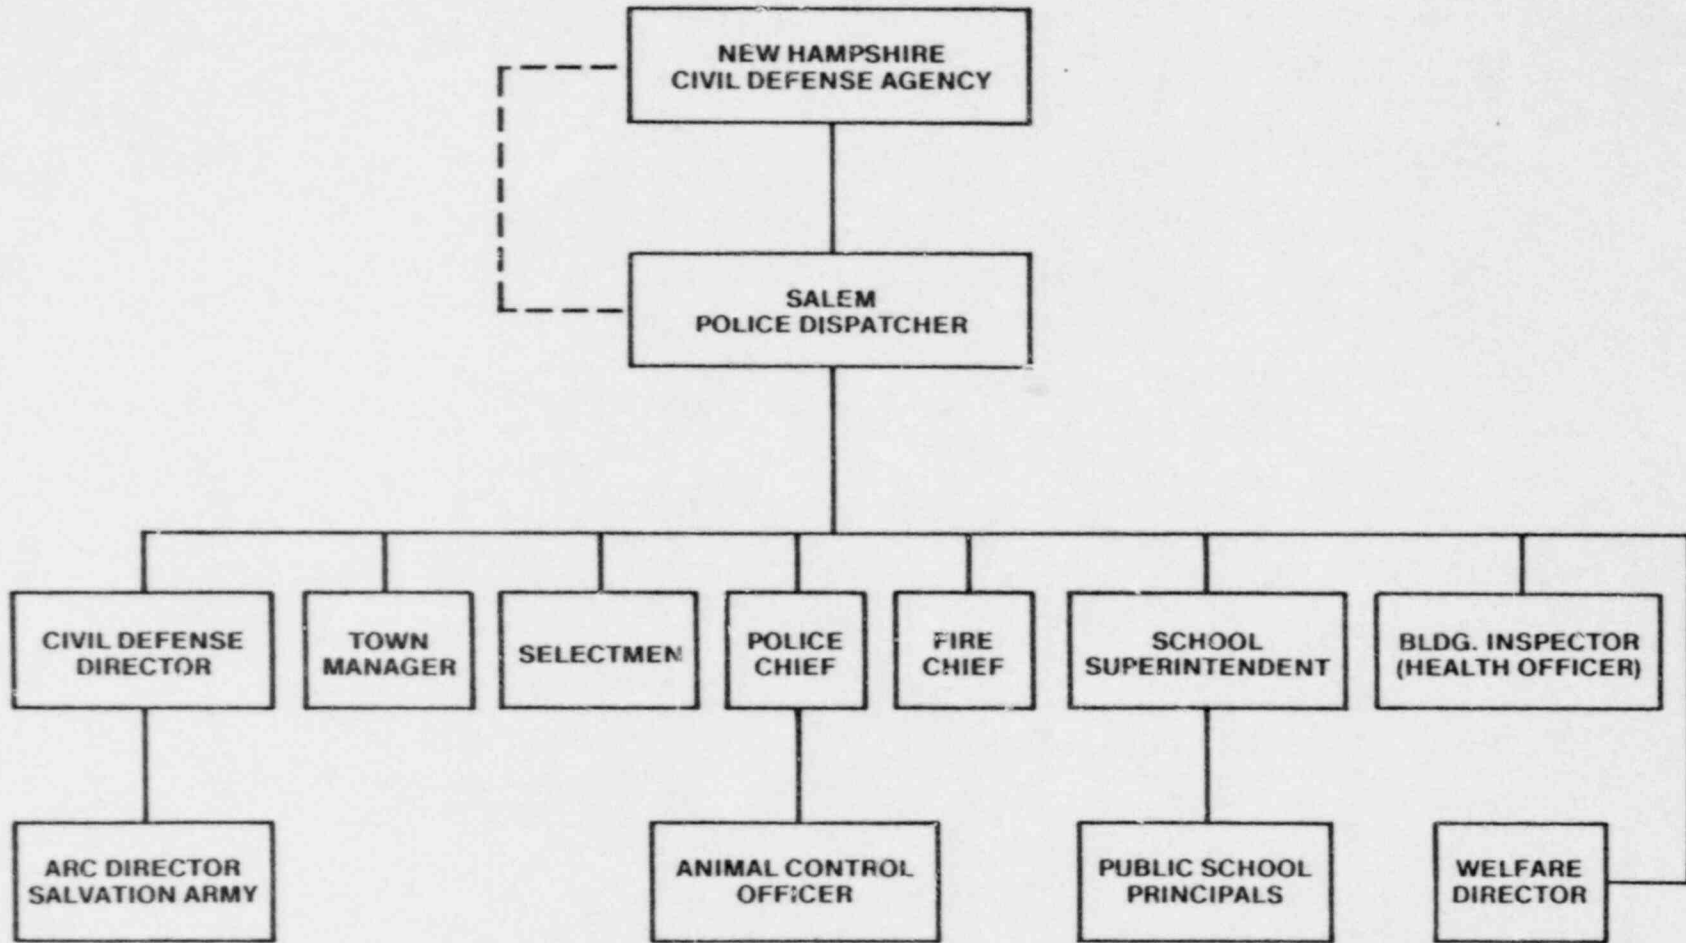 NEW HAMPSHIRE
CIVIL DEFENSE AGENCY
SALEM
POLICE DISPATCHER
CIVIL DEFENSE
DIRECTOR
TOWN
MANAGER
SELECTMEN
POLICE
CHIEF
FIRE
CHIEF
SCHOOL
SUPERINTENDENT
BLDG. INSPECTOR
(HEALTH OFFICER)
ARC DIRECTOR
SALVATION ARMY
ANIMAL CONTROL
OFFICER
PUBLIC SCHOOL
PRINCIPALS
WELFARE
DIRECTOR